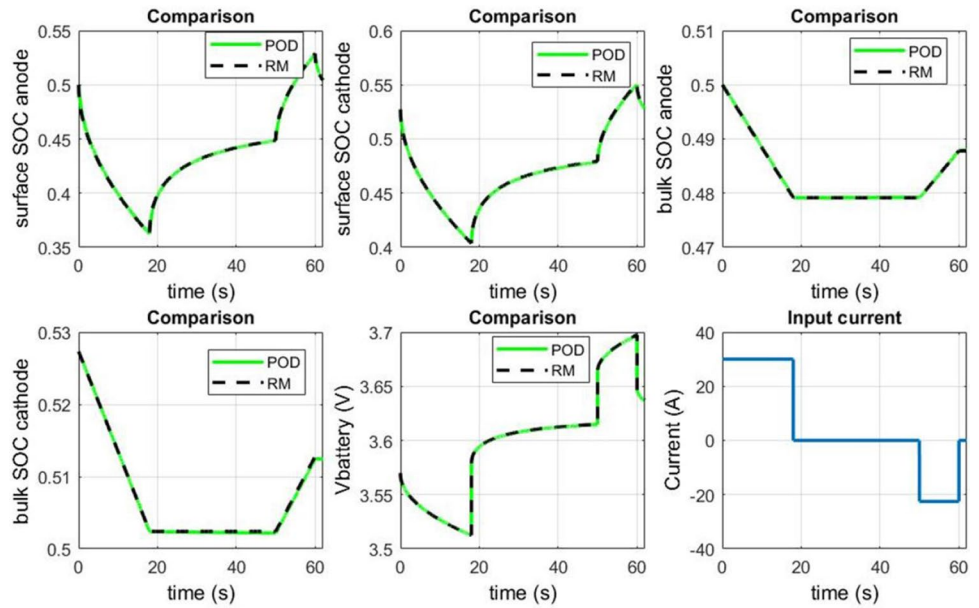 Comparison
surface SOC anode
0.55
0.5
0.45
0.4
0.35
POD
RM
0 20 40 60
time (s)
Comparison
surface SOC cathode
0.6
0.55
0.5
0.45
0.4
POD
RM
0 20 40 60
time (s)
Comparison
bulk SOC anode
0.51
0.5
0.49
0.48
0.47
POD
RM
0 20 40 60
time (s)
Comparison
bulk SOC cathode
0.53
0.52
0.51
0.5
POD
RM
0 20 40 60
time (s)
Comparison
Vbattery (V)
3.7
3.65
3.6
3.55
3.5
POD
RM
0 20 40 60
time (s)
Input current
Current (A)
40
20
0
-20
-40
0 20 40 60
time (s)